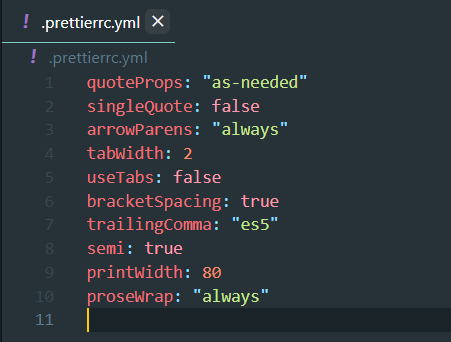 ! .prettierrc.yml ×
! .prettierrc.yml
1 quoteProps: "as-needed"
2 singleQuote: false
3 arrowParens: "always"
4 tabWidth: 2
5 useTabs: false
6 bracketSpacing: true
7 trailingComma: "es5"
8 semi: true
9 printWidth: 80
10 proseWrap: "always"
11